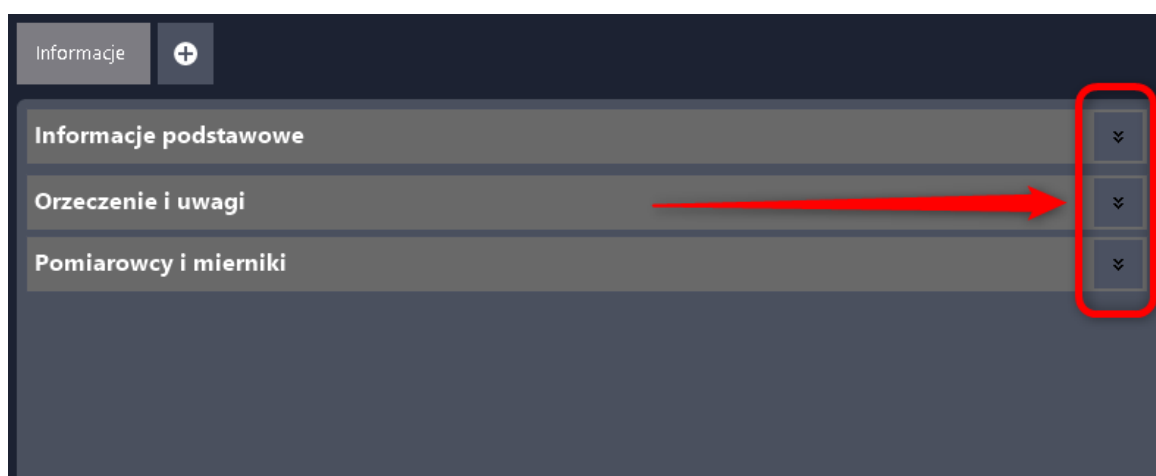 Informacje
Informacje podstawowe
Orzeczenie i uwagi
Pomiarowcy i mierniki